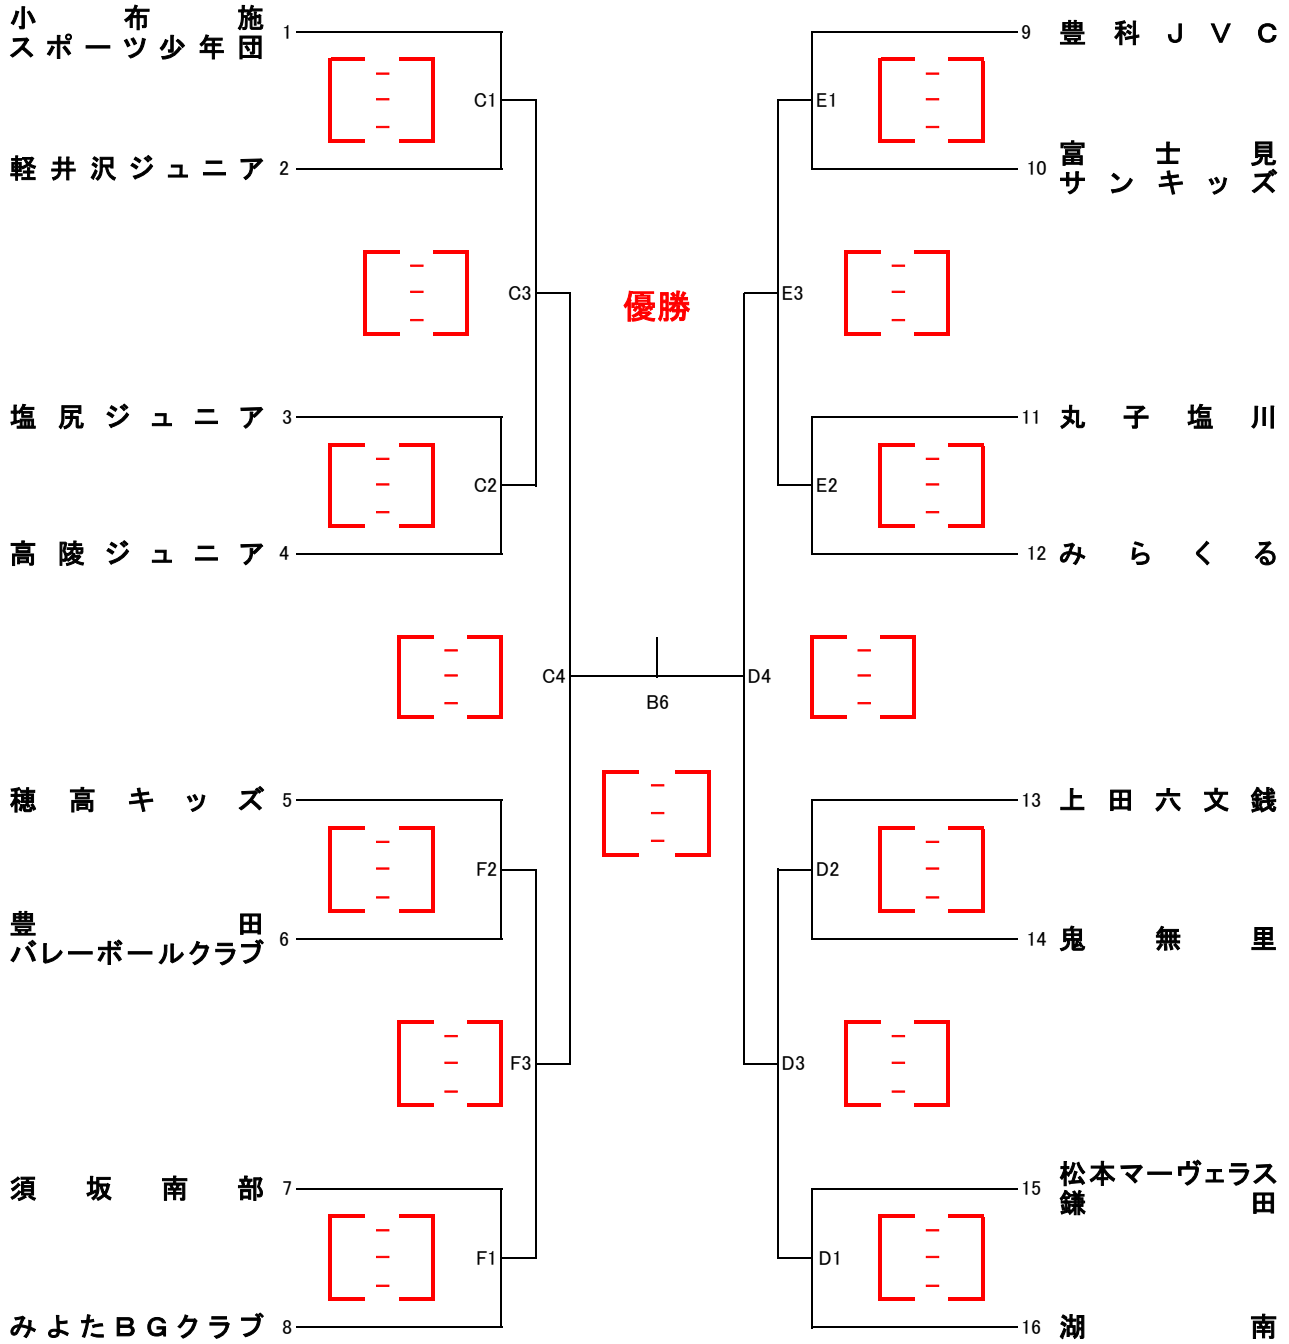 小布施
スポーツ少年団
1
C1
軽井沢ジュニア 2
C3
塩尻ジュニア 3
C2
高陵ジュニア 4
C4
穂高キッズ 5
F2
豊田
バレーボールクラブ
6
F3
須坂南部 7
F1
みよたBGクラブ 8
優勝
B6
9 豊科JVC
E1
10
富士見
サンキッズ
E3
11 丸子塩川
E2
12 みらくる
D4
13 上田六文銭
D2
14 鬼無里
D3
15
松本マーヴェラス
鎌田
D1
16 湖南